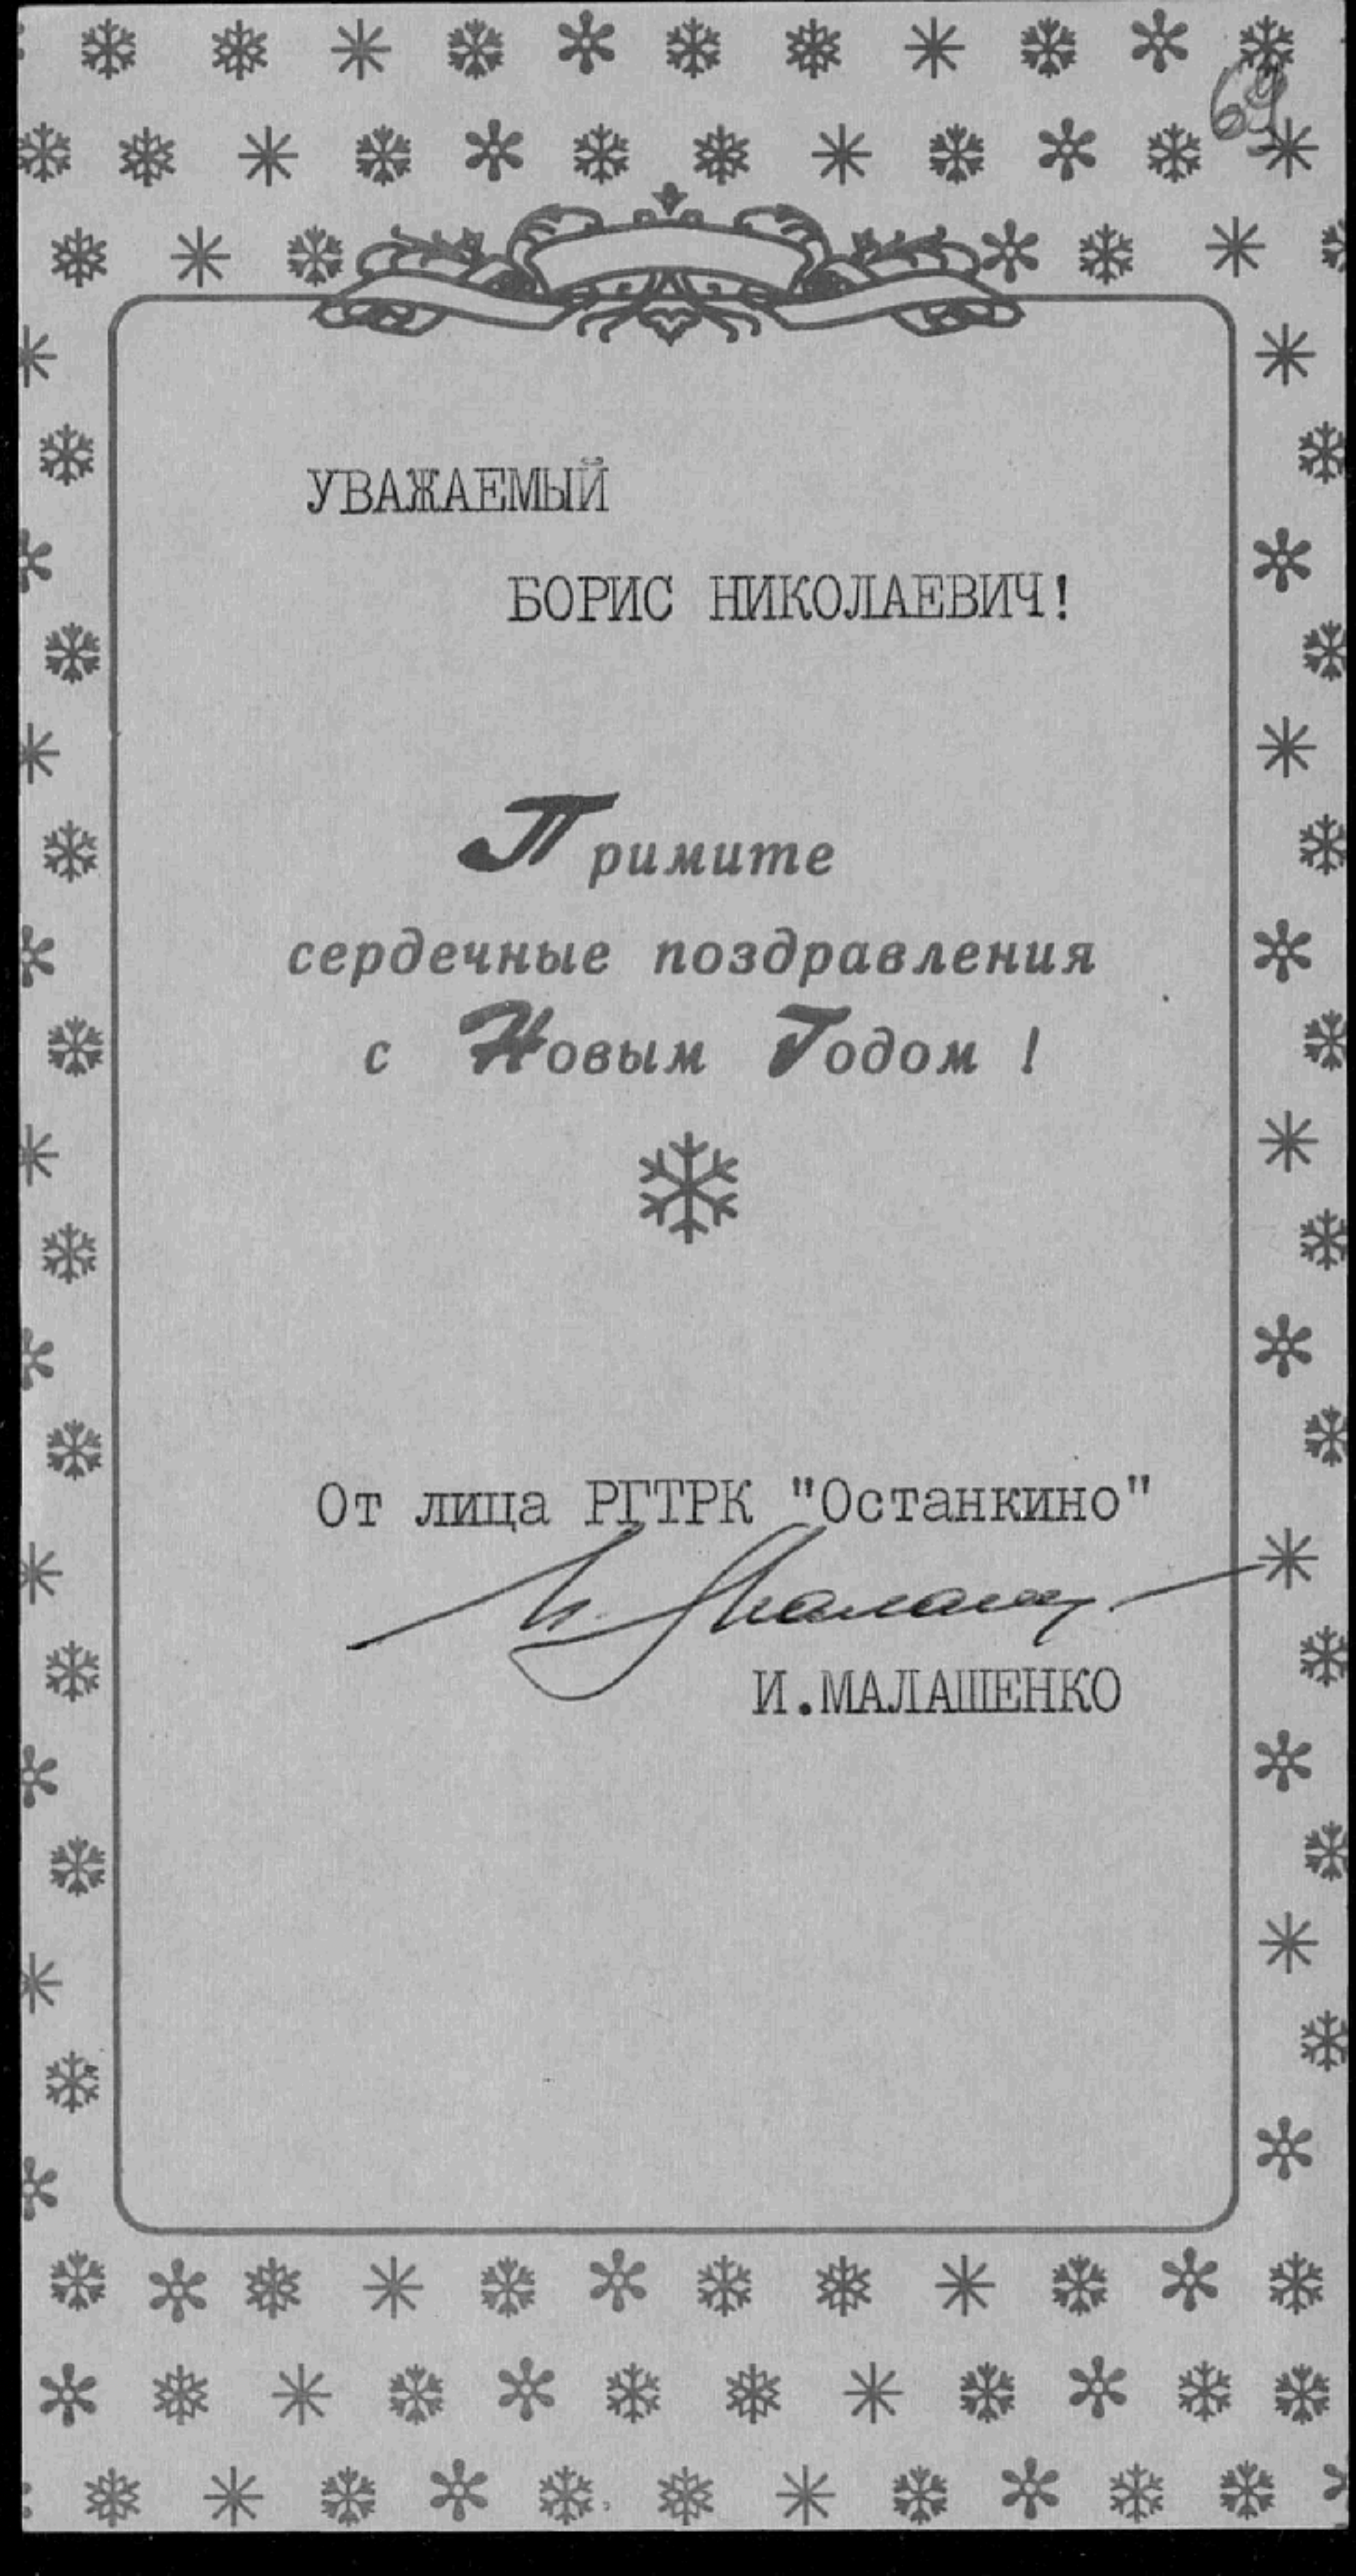 69
УВАЖАЕМЫЙ
БОРИС НИКОЛАЕВИЧ!
Примите
сердечные поздравления
с Новым Годом !
От лица РГТРК "Останкино"
И.МАЛАШЕНКО